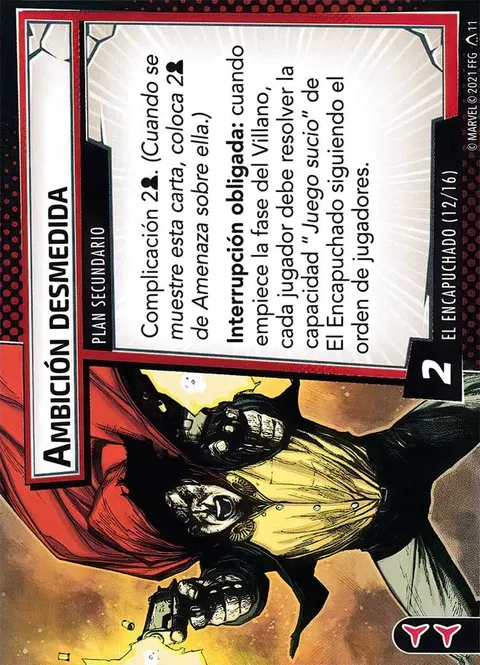 AMBICIÓN DESMEDIDA
PLAN SECUNDARIO
Complicación 2. (Cuando se
muestre esta carta, coloca 2
de Amenaza sobre ella.)
Interrupción obligada: cuando
empiece la fase del Villano,
cada jugador debe resolver la
capacidad “Juego sucio” de
El Encapuchado siguiendo el
orden de jugadores.
2
EL ENCAPUCHADO (12/16)
© MARVEL © 2021 FFG 11